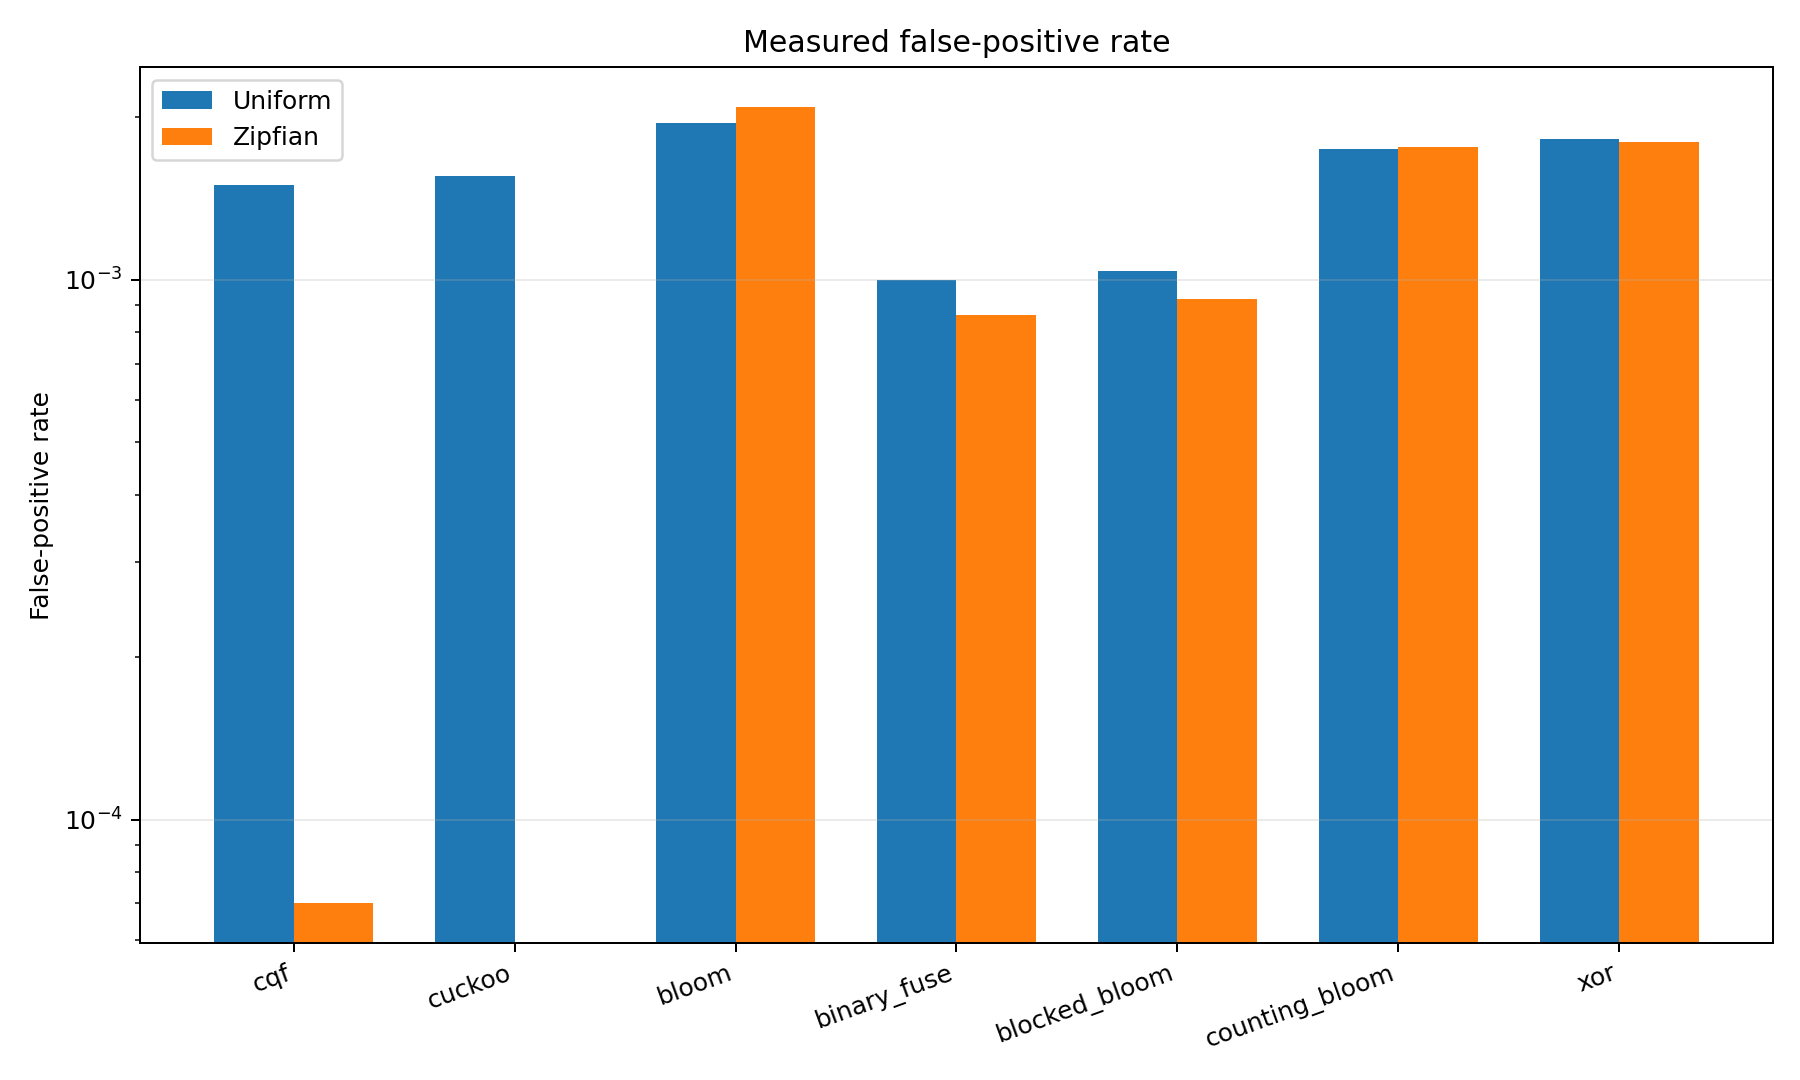 Measured false-positive rate
Uniform
Zipfian
10⁻³
10⁻⁴
False-positive rate
cqf
cuckoo
bloom
binary_fuse
blocked_bloom
counting_bloom
xor